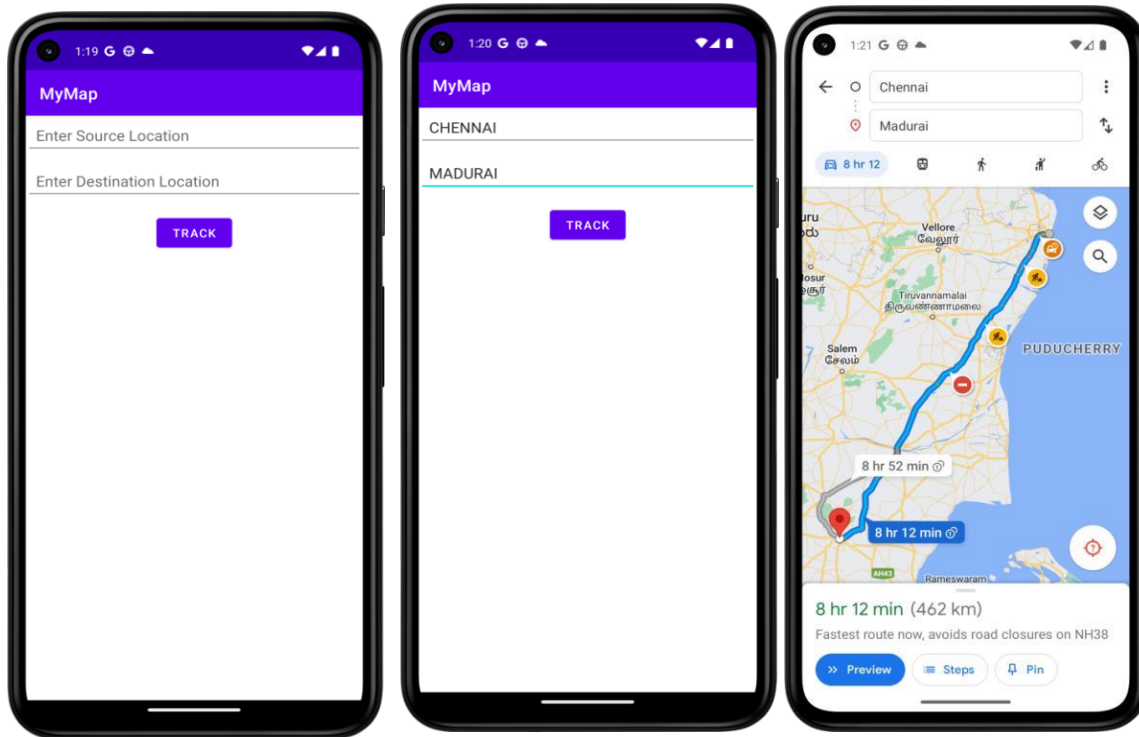 1:19 G
MyMap
Enter Source Location
Enter Destination Location
TRACK
1:20 G
MyMap
CHENNAI
MADURAI
TRACK
1:21 G
Chennai
Madurai
8 hr 12
uru
Vellore
வேலூர்
losur
Tiruvannamalai
திருவண்ணாமலை
Salem
சேலம்
PUDUCHERRY
8 hr 52 min
8 hr 12 min
AH43
Rameswaram
8 hr 12 min (462 km)
Fastest route now, avoids road closures on NH38
Preview
Steps
Pin